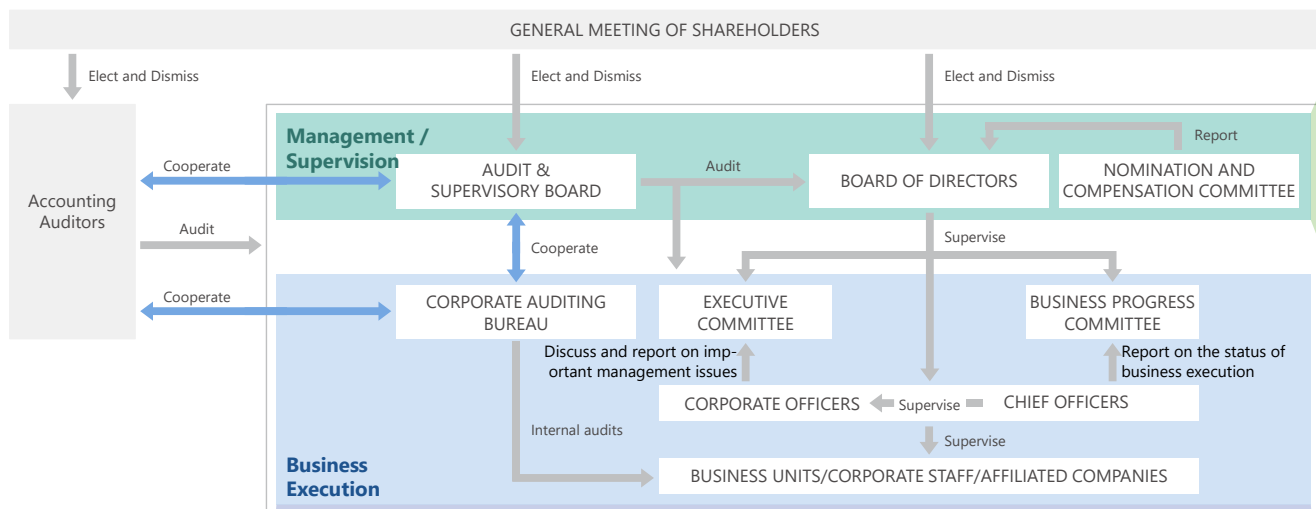 GENERAL MEETING OF SHAREHOLDERS
Elect and Dismiss
Elect and Dismiss
Elect and Dismiss
Management /
Supervision
Report
Cooperate
AUDIT &
SUPERVISORY BOARD
Audit
BOARD OF DIRECTORS
NOMINATION AND
COMPENSATION COMMITTEE
Accounting
Auditors
Audit
Cooperate
Supervise
Cooperate
CORPORATE AUDITING
BUREAU
EXECUTIVE
COMMITTEE
BUSINESS PROGRESS
COMMITTEE
Discuss and report on imp-
ortant management issues
Report on the status of
business execution
CORPORATE OFFICERS
Supervise
CHIEF OFFICERS
Internal audits
Supervise
Business
Execution
BUSINESS UNITS/CORPORATE STAFF/AFFILIATED COMPANIES